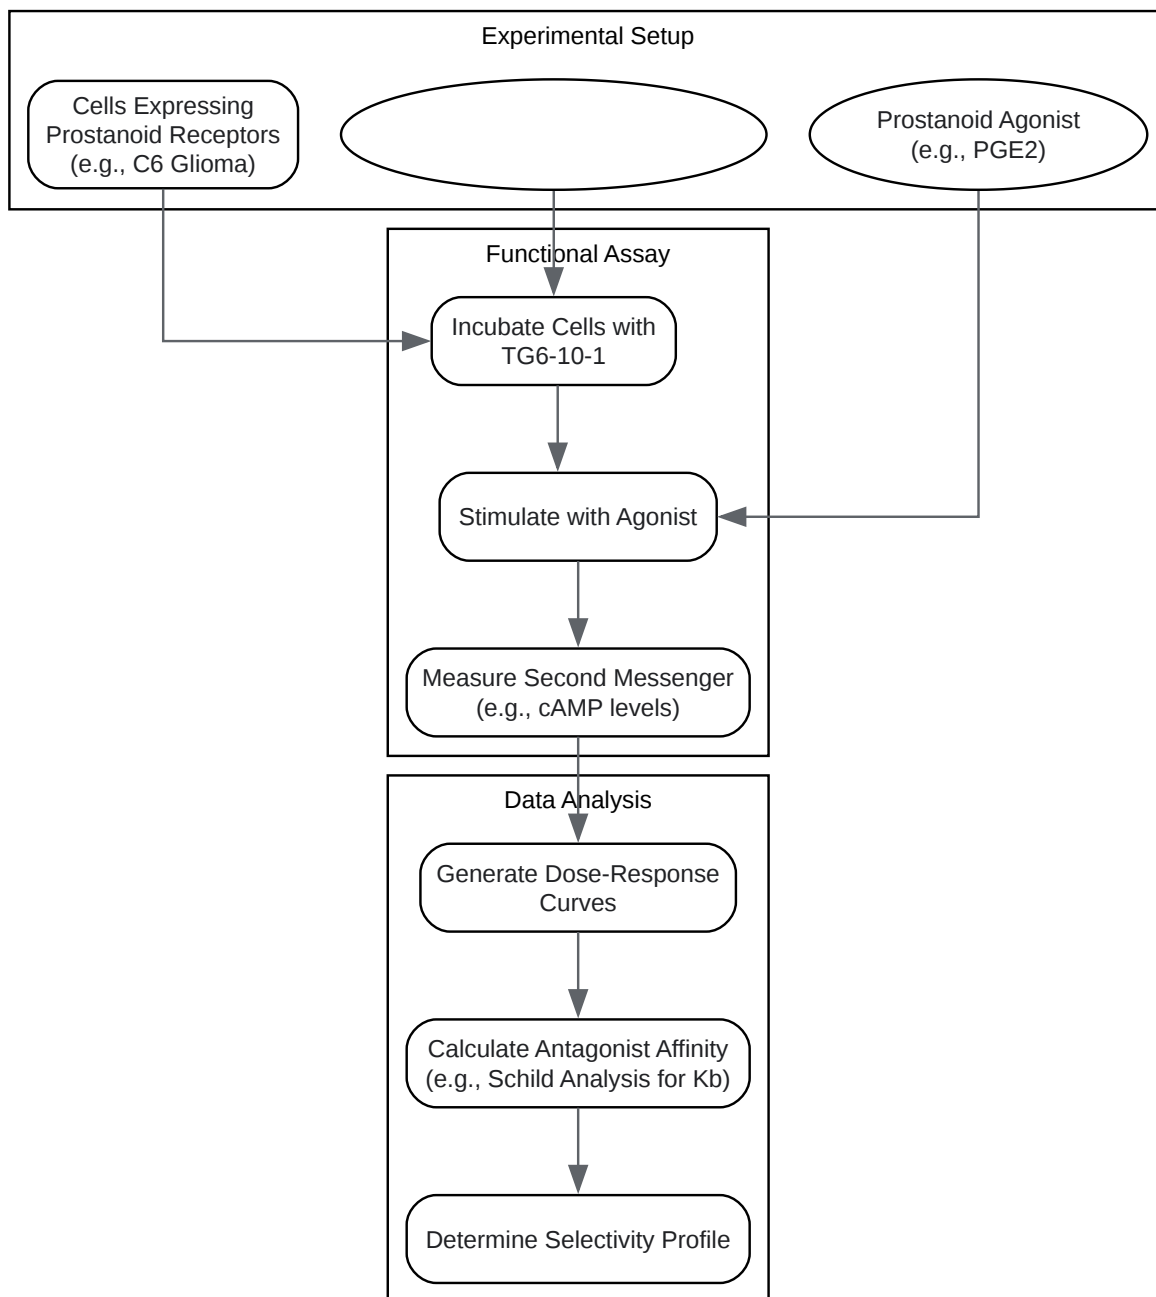 Experimental Setup
Cells Expressing
Prostanoid Receptors
(e.g., C6 Glioma)
Prostanoid Agonist
(e.g., PGE2)
Functional Assay
Incubate Cells with
TG6-10-1
Stimulate with Agonist
Measure Second Messenger
(e.g., cAMP levels)
Data Analysis
Generate Dose-Response
Curves
Calculate Antagonist Affinity
(e.g., Schild Analysis for Kb)
Determine Selectivity Profile